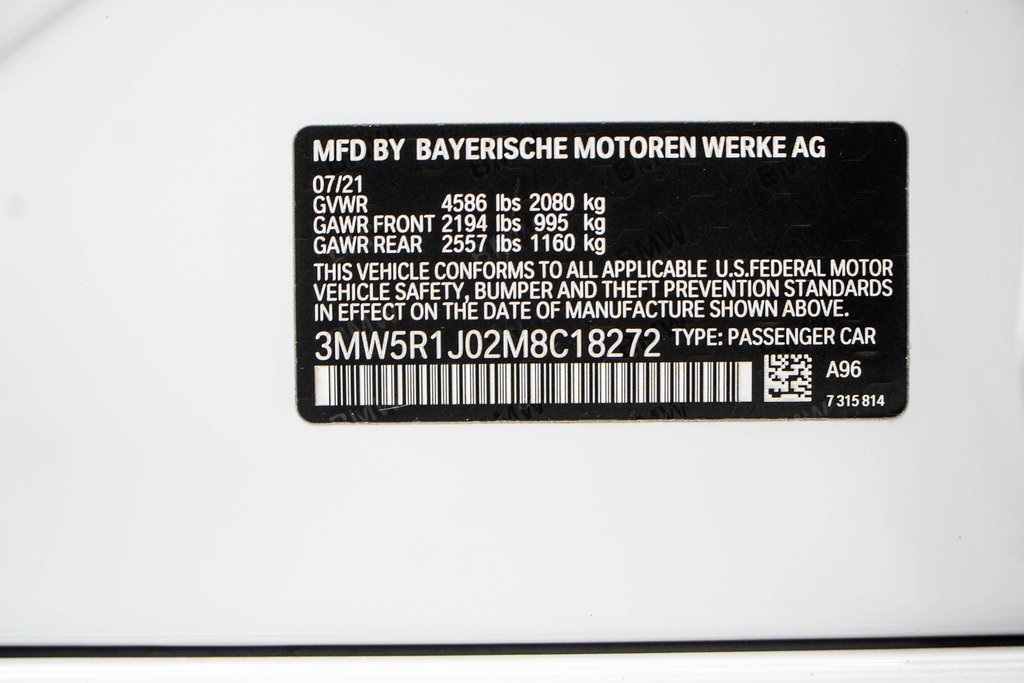 MFD BY BAYERISCHE MOTOREN WERKE AG
07/21
GVWR 4586 lbs 2080 kg
GAWR FRONT 2194 lbs 995 kg
GAWR REAR 2557 lbs 1160 kg
THIS VEHICLE CONFORMS TO ALL APPLICABLE U.S.FEDERAL MOTOR
VEHICLE SAFETY, BUMPER AND THEFT PREVENTION STANDARDS
IN EFFECT ON THE DATE OF MANUFACTURE SHOWN ABOVE.
3MW5R1J02M8C18272 TYPE: PASSENGER CAR
A96
7 315 814